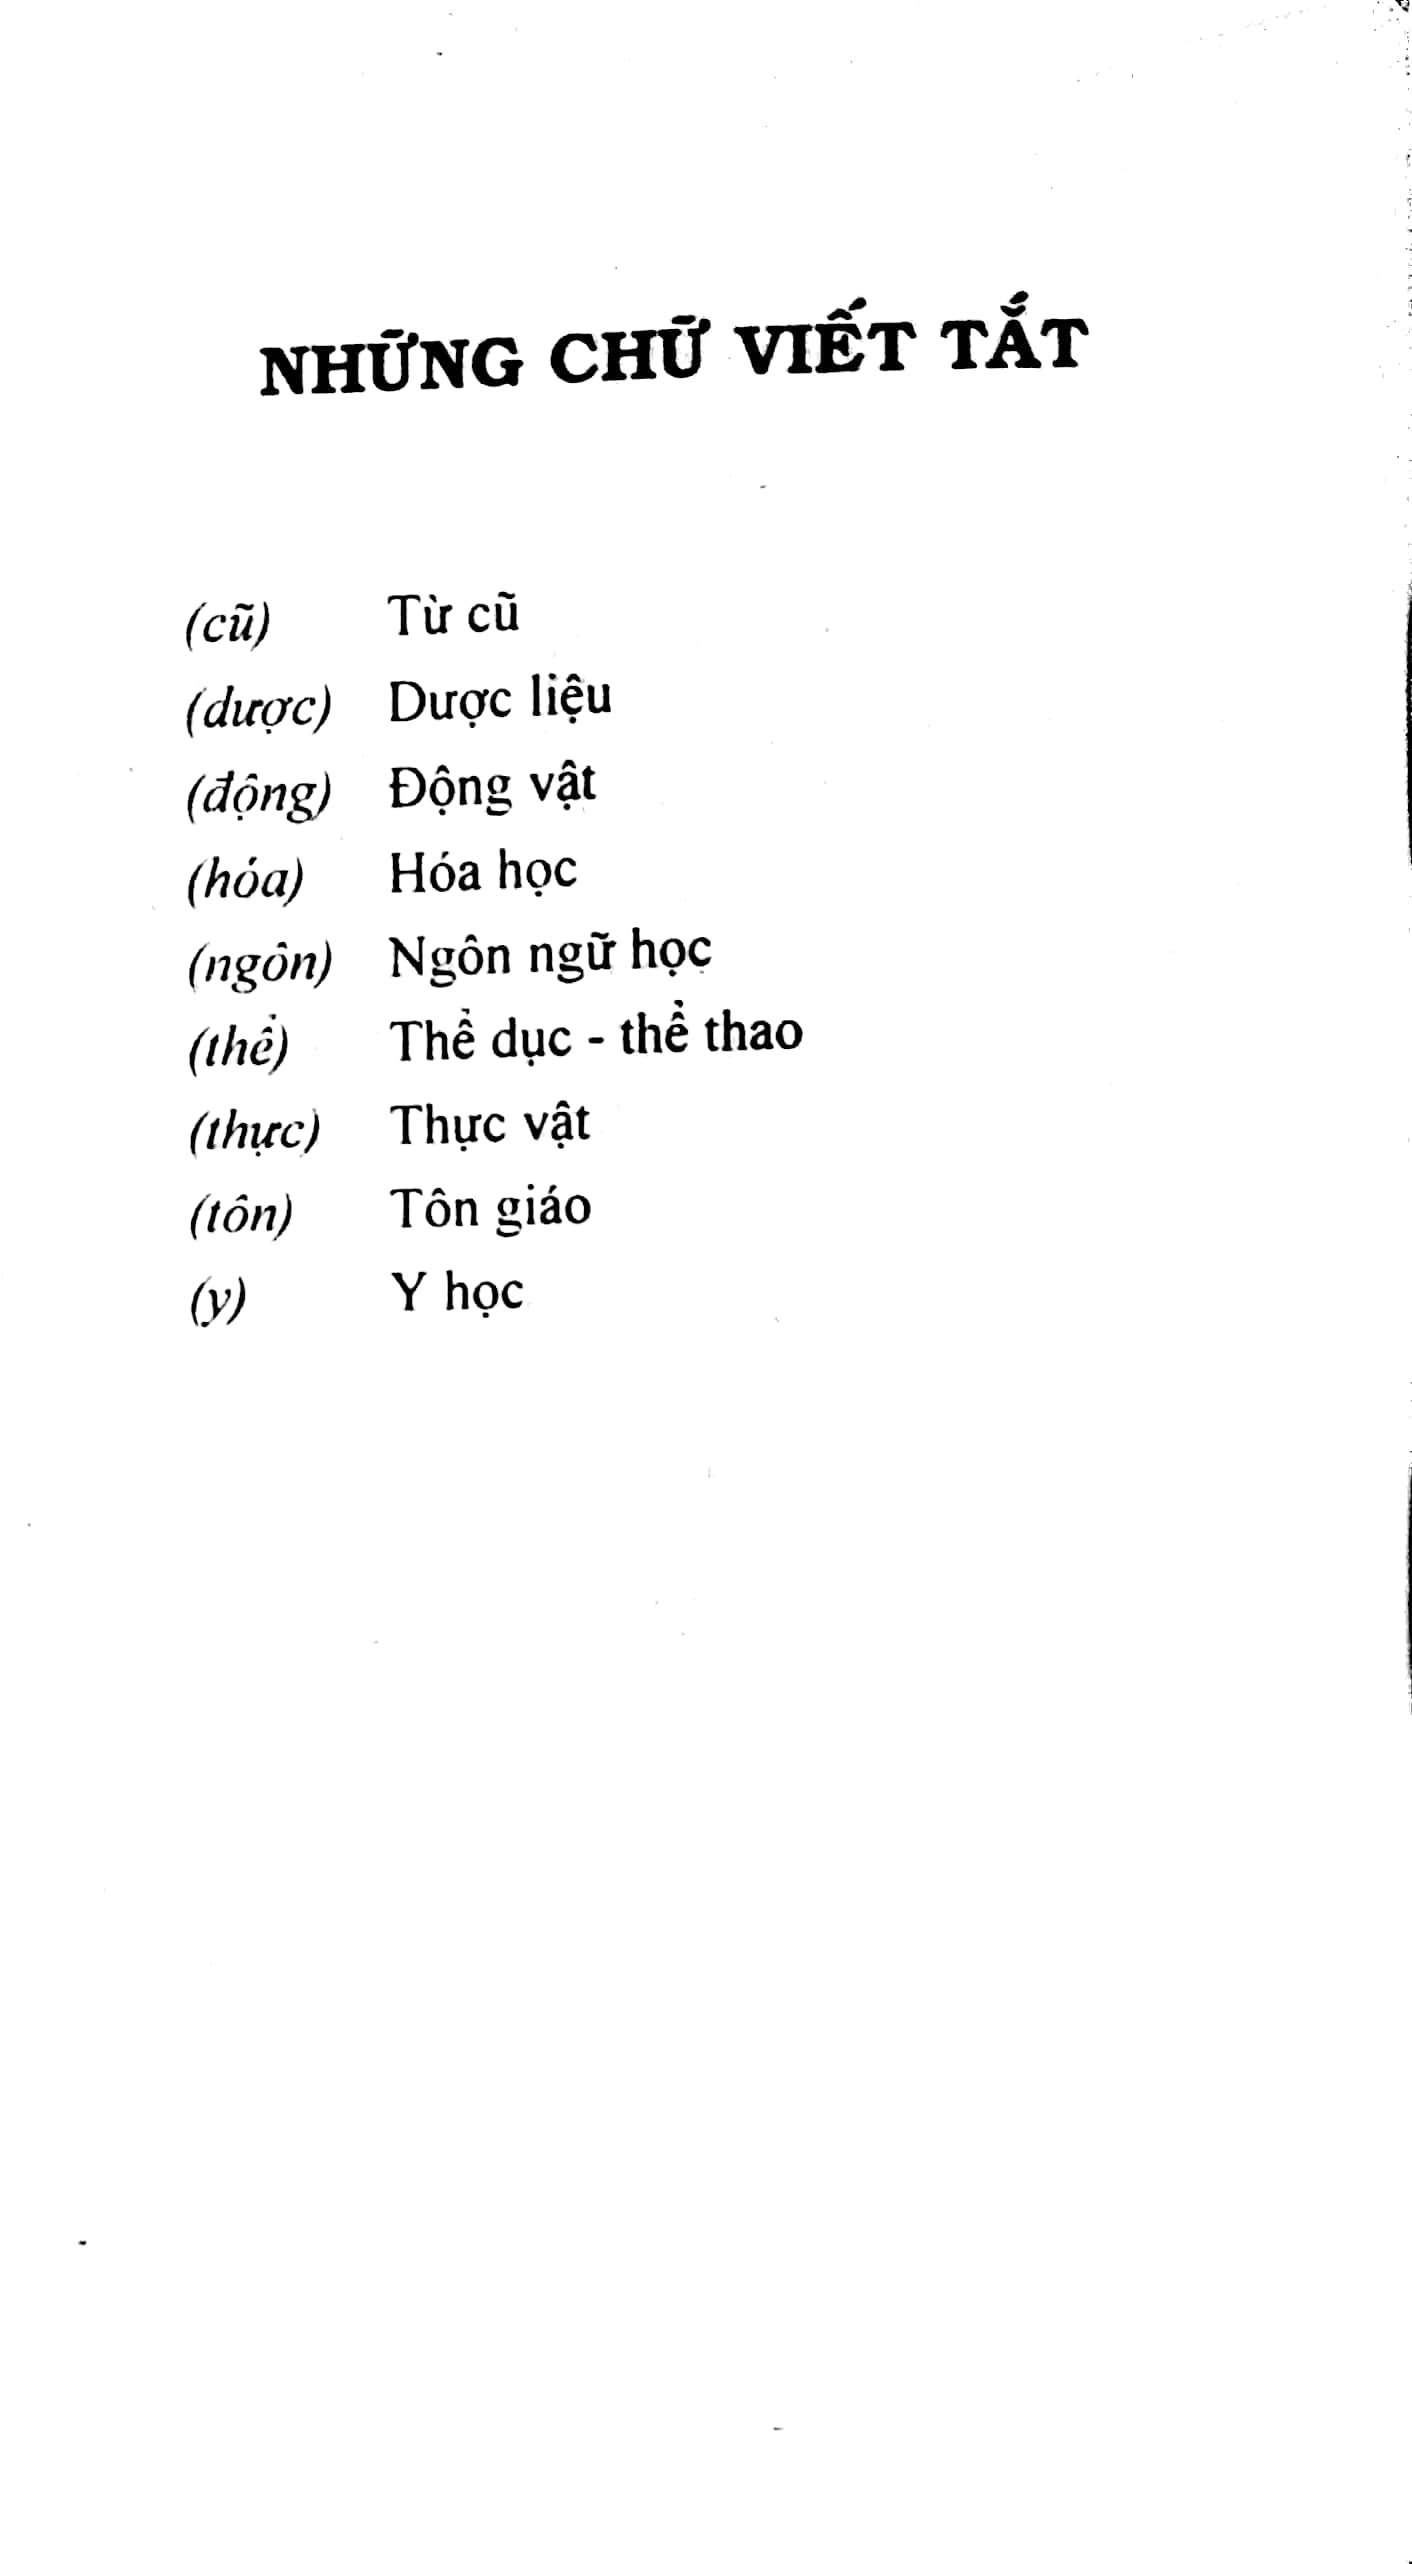 NHỮNG CHỮ VIẾT TẮT
(cũ) Từ cũ
(dược) Dược liệu
(động) Động vật
(hóa) Hóa học
(ngôn) Ngôn ngữ học
(thể) Thể dục - thể thao
(thực) Thực vật
(tôn) Tôn giáo
(y) Y học